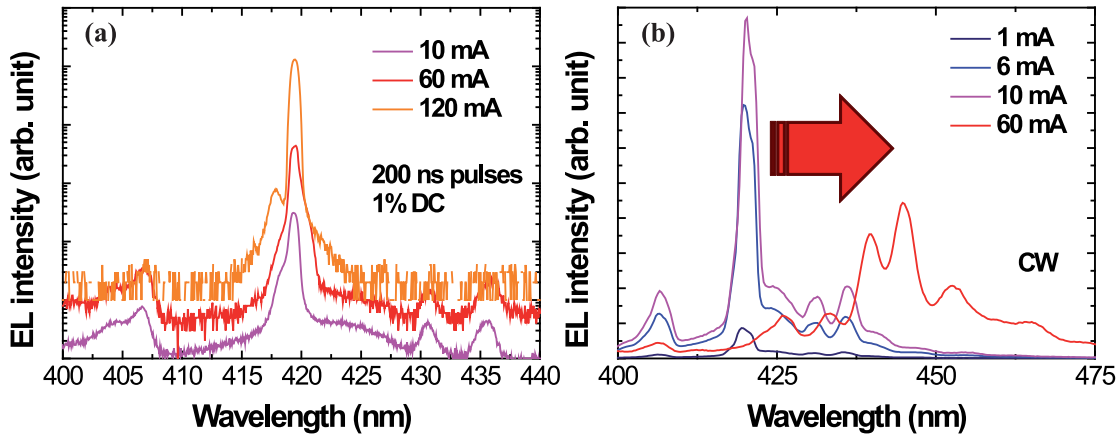 (a)
10 mA
60 mA
120 mA
200 ns pulses
1% DC
EL intensity (arb. unit)
400 405 410 415 420 425 430 435 440
Wavelength (nm)
(b)
1 mA
6 mA
10 mA
60 mA
CW
EL intensity (arb. unit)
400 425 450 475
Wavelength (nm)